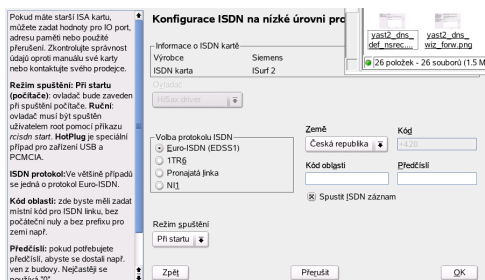 Pokud máte starší ISA kartu,
můžete zadat hodnoty pro IO port,
adresu paměti nebo použité
přerušení. Zkontrolujte správnost
údajů oproti manuálu své karty
nebo kontaktujte svého prodejce.
Režim spuštění: Při startu
(počítače): ovladač bude zaveden
při spuštění počítače. Ruční:
ovladač musí být spuštěn
uživatelem root pomocí příkazu
rcisdn start. HotPlug je speciální
případ pro zařízení USB a
PCMCIA.
ISDN protokol:Ve většině případů
se jedná o protokol Euro-ISDN.
Kód oblasti: zde byste měli zadat
místní kód pro ISDN linku, bez
počáteční nuly a bez prefixu pro
zemi např.
Předčíslí: pokud potřebujete
předčíslí, abyste se dostali např.
ven z budovy. Nejčastěji se
používá "0"
Konfigurace ISDN na nízké úrovni pro
Informace o ISDN kartě
Výrobce Siemens
ISDN karta ISurf 2
Ovladač
HiSax driver
Volba protokolu ISDN
Euro-ISDN (EDSS1)
1TR6
Pronajatá linka
NI1
Země
Česká republika
Kód
+420
Kód oblasti
Předčíslí
Spustit ISDN záznam
Režim spuštění
Při startu
Zpět
Přerušit
OK
yast2_dns_
def_nsrec....
yast2_dns_
wiz_forw.png
26 položek - 26 souborů (1.5 M